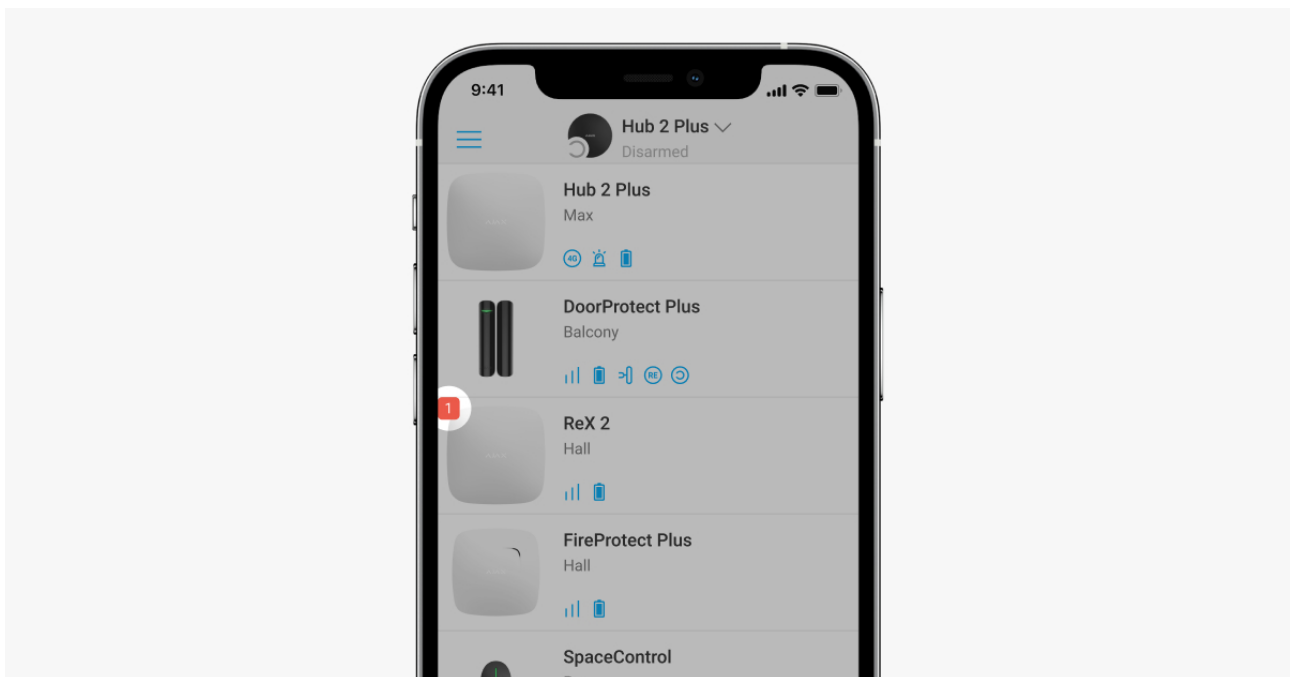 9:41
Hub 2 Plus
Disarmed
Hub 2 Plus
Max
4G
DoorProtect Plus
Balcony
RE
1
ReX 2
Hall
FireProtect Plus
Hall
SpaceControl